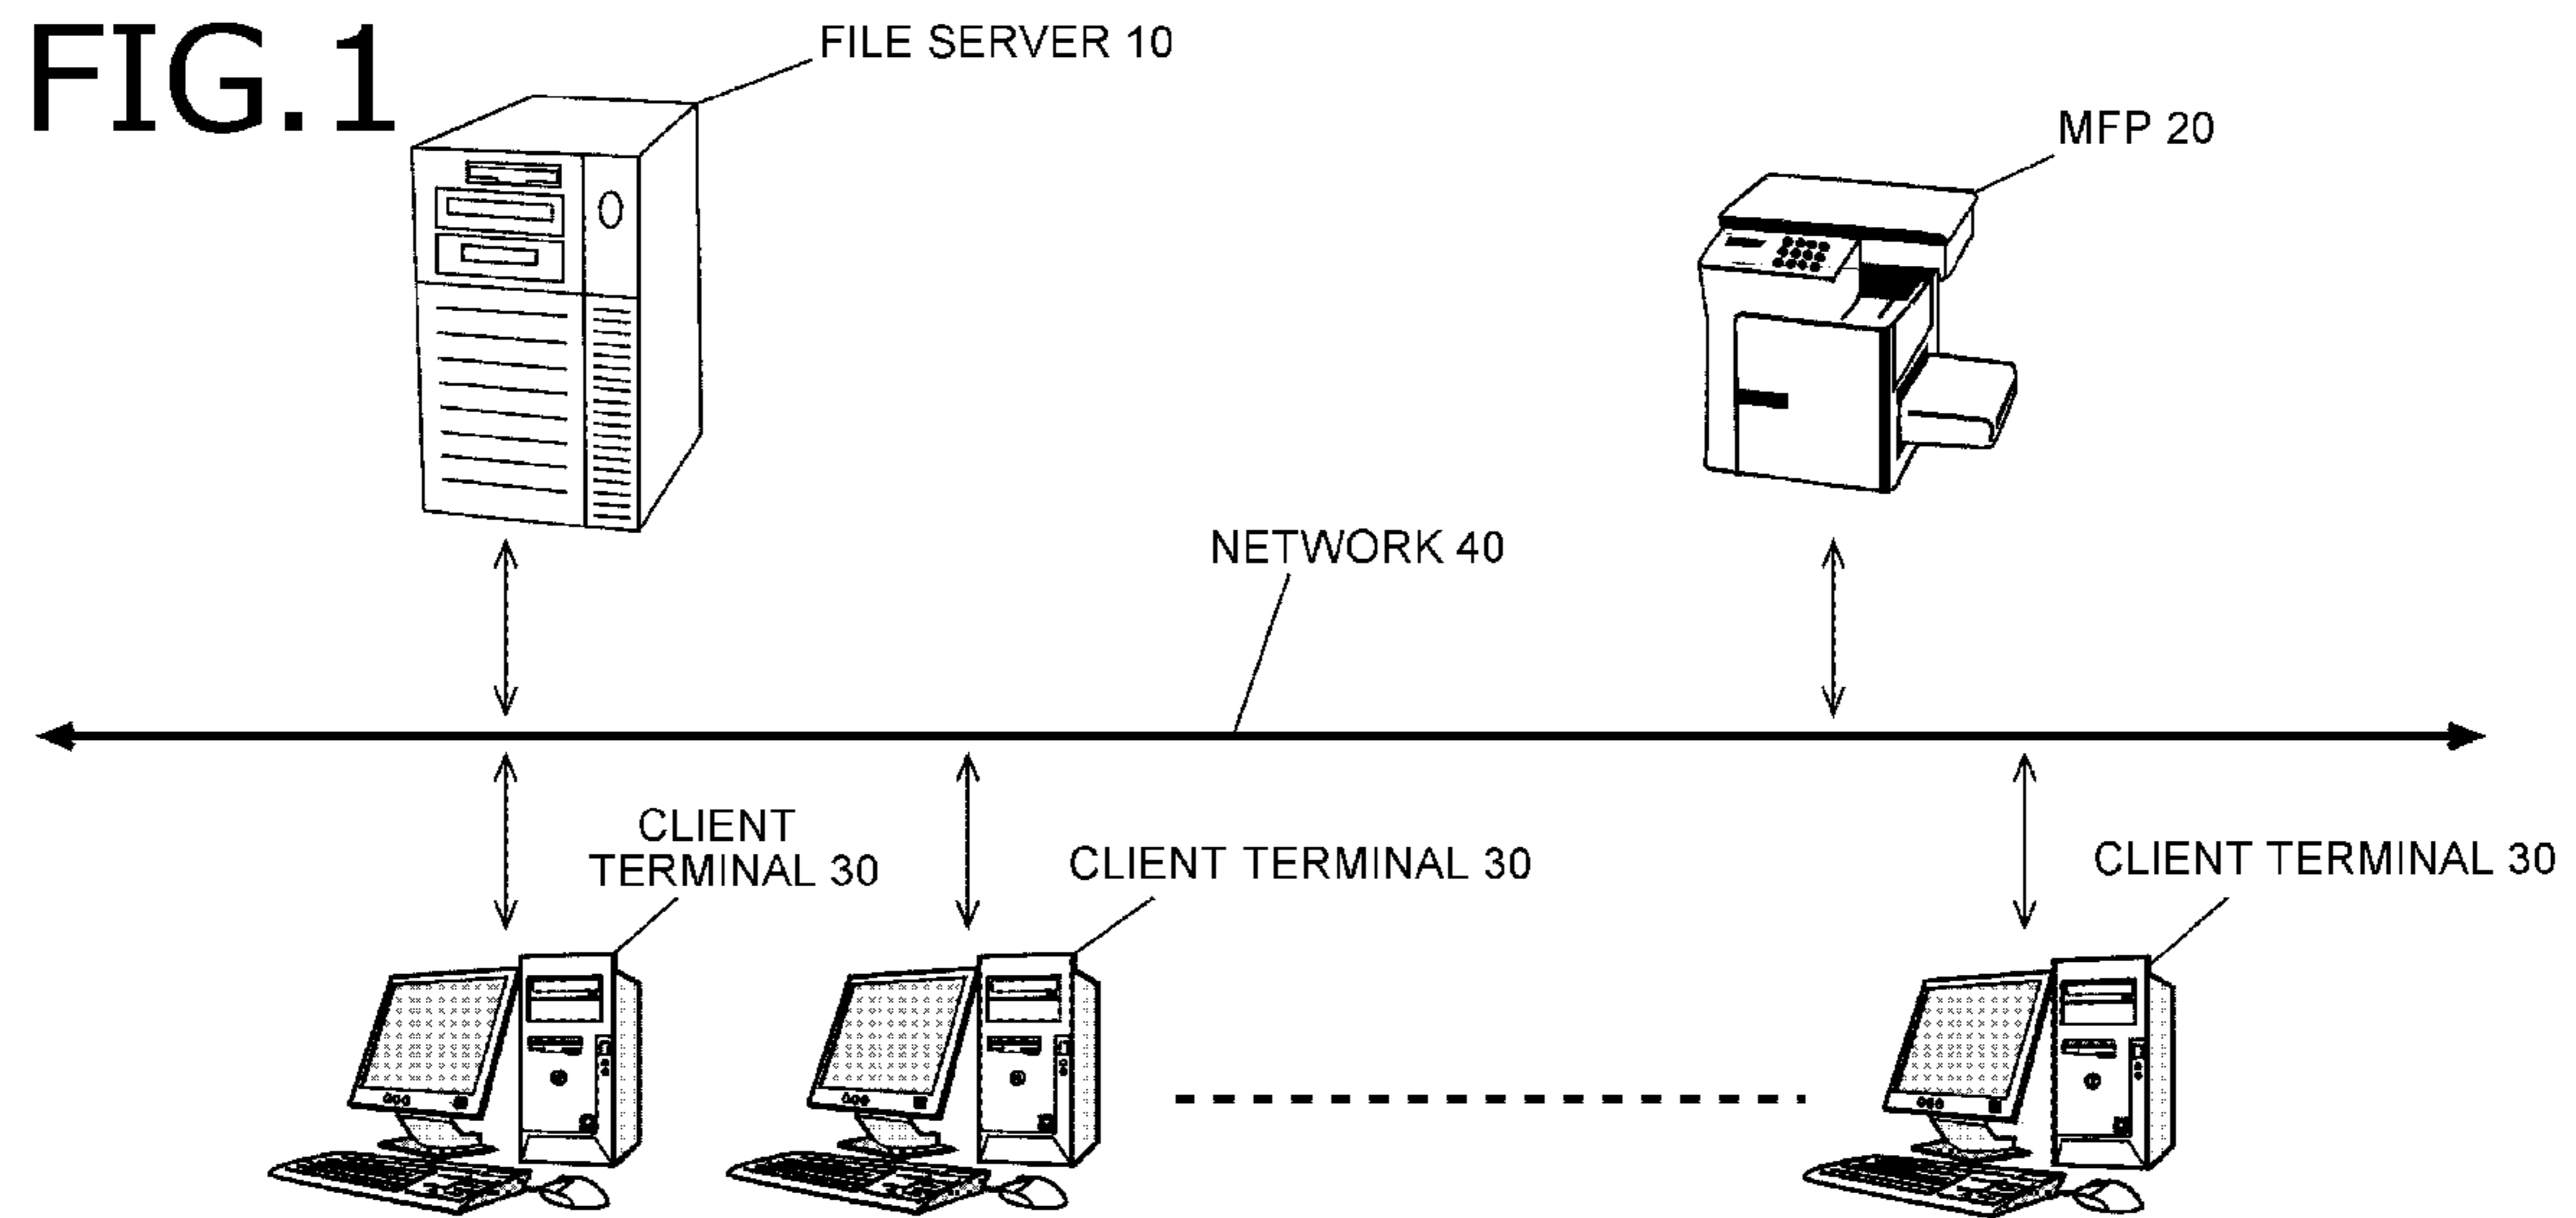 FIG.1
FILE SERVER 10
MFP 20
NETWORK 40
CLIENT
TERMINAL 30
CLIENT TERMINAL 30
CLIENT TERMINAL 30